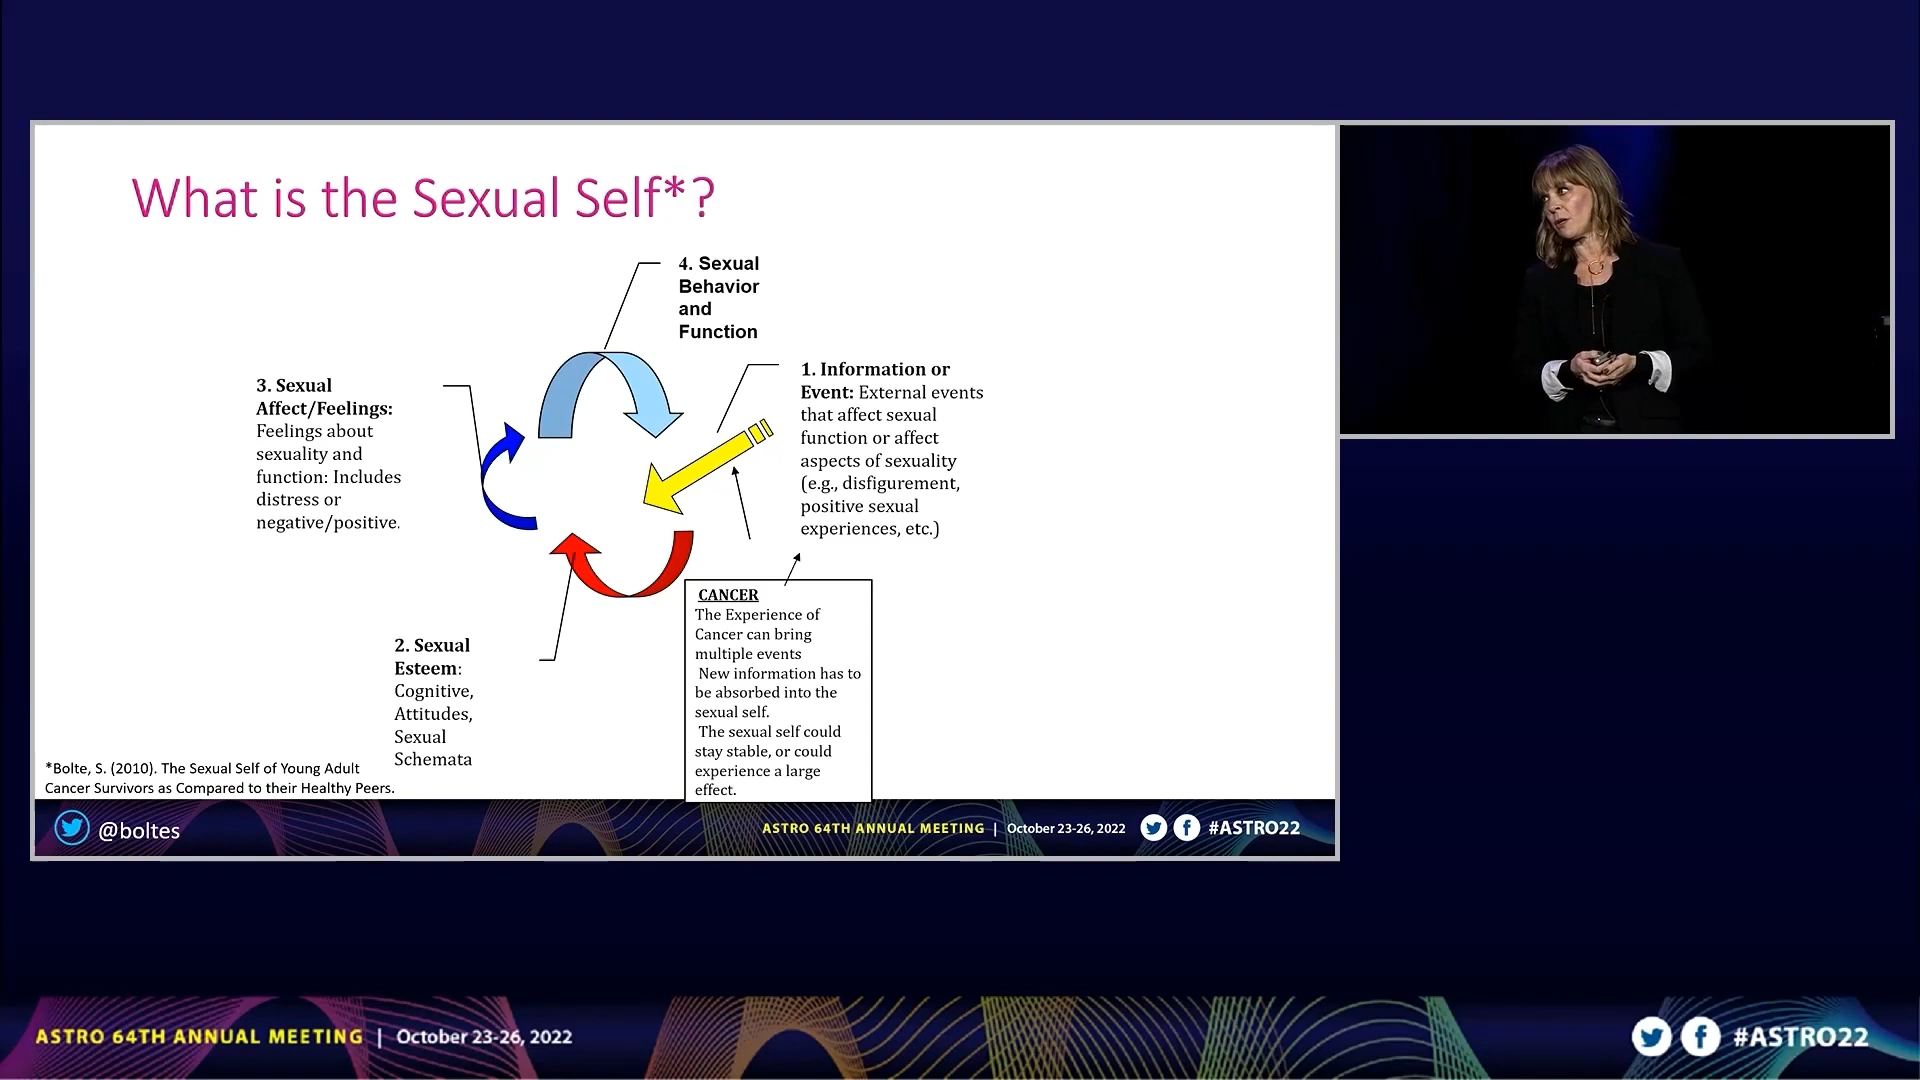 What is the Sexual Self*?
4. Sexual
Behavior
and
Function
1. Information or
Event: External events
that affect sexual
function or affect
aspects of sexuality
(e.g., disfigurement,
positive sexual
experiences, etc.)
3. Sexual
Affect/Feelings:
Feelings about
sexuality and
function: Includes
distress or
negative/positive.
CANCER
The Experience of
Cancer can bring
multiple events
New information has to
be absorbed into the
sexual self.
The sexual self could
stay stable, or could
experience a large
effect.
2. Sexual
Esteem:
Cognitive,
Attitudes,
Sexual
Schemata
*Bolte, S. (2010). The Sexual Self of Young Adult
Cancer Survivors as Compared to their Healthy Peers.
@boltes
ASTRO 64TH ANNUAL MEETING | October 23-26, 2022
#ASTRO22
ASTRO 64TH ANNUAL MEETING | October 23-26, 2022
#ASTRO22